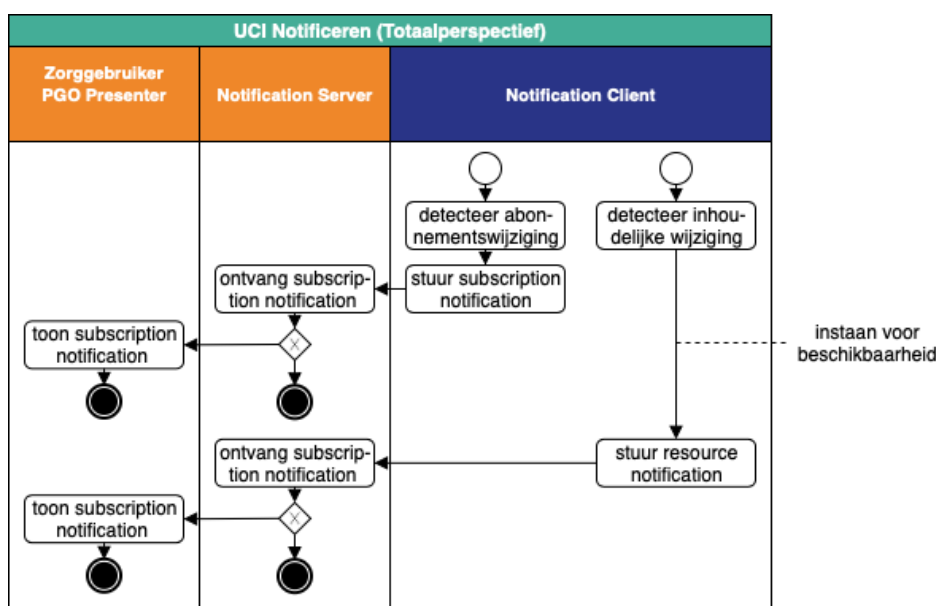 UCI Notificeren (Totaalperspectief)
Zorggebruiker
PGO Presenter
Notification Server
Notification Client
detecteer abon-
nementswijziging
detecteer inhou-
delijke wijziging
ontvang subscrip-
tion notification
stuur subscription
notification
toon subscription
notification
X
instaan voor
beschikbaarheid
ontvang subscrip-
tion notification
stuur resource
notification
toon subscription
notification
X